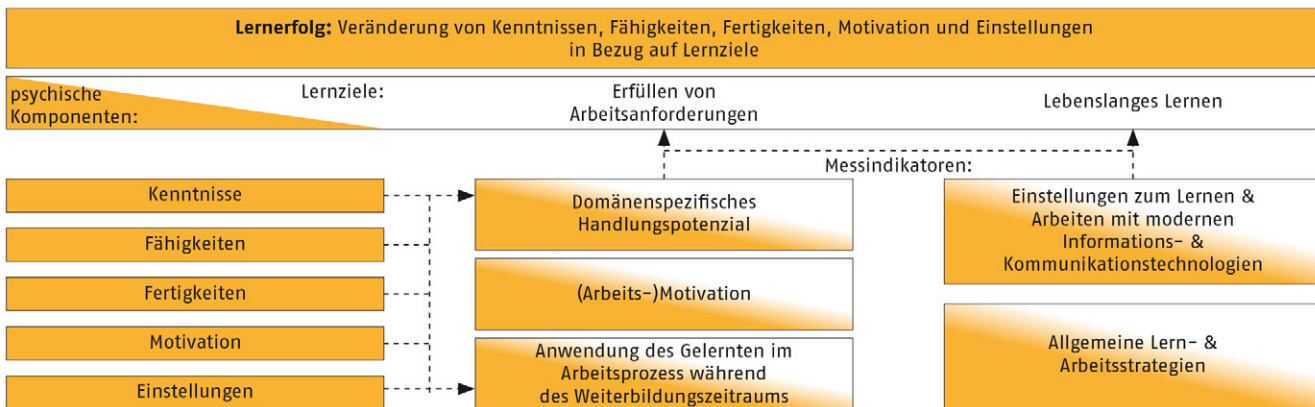 Lernerfolg: Veränderung von Kenntnissen, Fähigkeiten, Fertigkeiten, Motivation und Einstellungen
in Bezug auf Lernziele
psychische
Komponenten:
Lernziele:
Erfüllen von
Arbeitsanforderungen
Lebenslanges Lernen
Messindikatoren:
Kenntnisse
Fähigkeiten
Fertigkeiten
Motivation
Einstellungen
Domänenspezifisches
Handlungspotenzial
(Arbeits-)Motivation
Anwendung des Gelernten im
Arbeitsprozess während
des Weiterbildungszeitraums
Einstellungen zum Lernen &
Arbeiten mit modernen
Informations- &
Kommunikationstechnologien
Allgemeine Lern- &
Arbeitsstrategien